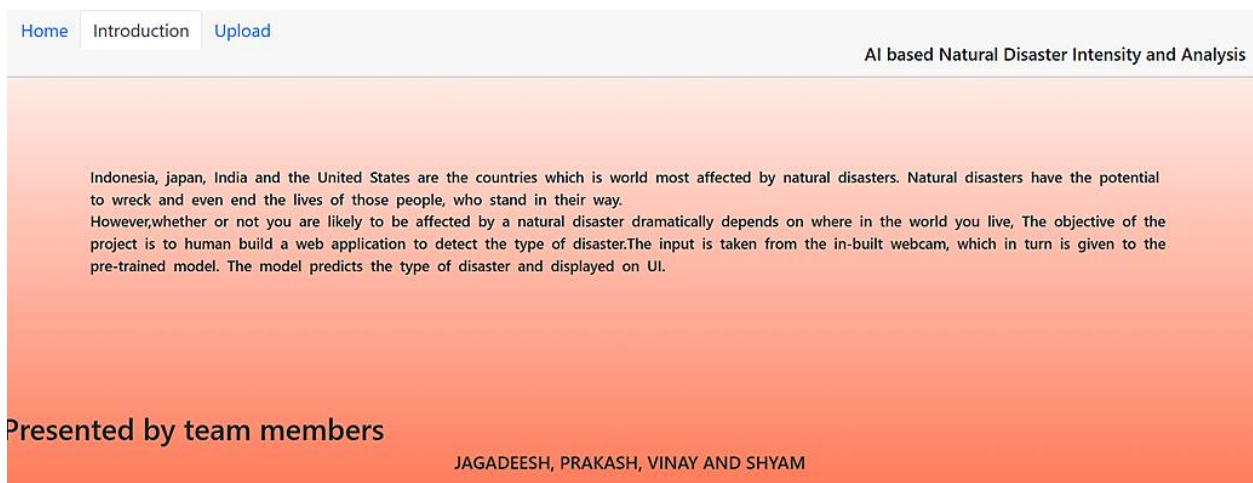 Home Introduction Upload
AI based Natural Disaster Intensity and Analysis
Indonesia, japan, India and the United States are the countries which is world most affected by natural disasters. Natural disasters have the potential
to wreck and even end the lives of those people, who stand in their way.
However,whether or not you are likely to be affected by a natural disaster dramatically depends on where in the world you live, The objective of the
project is to human build a web application to detect the type of disaster.The input is taken from the in-built webcam, which in turn is given to the
pre-trained model. The model predicts the type of disaster and displayed on UI.
Presented by team members
JAGADEESH, PRAKASH, VINAY AND SHYAM